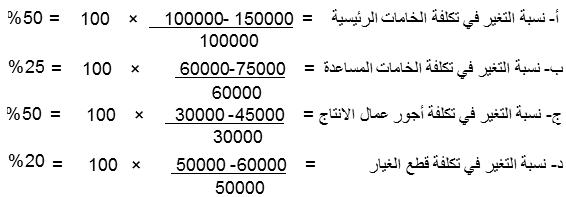 أ- نسبة التغير في تكلفة الخامات الرئيسية = 150000 -100000 × 100 = 50%
100000
ب- نسبة التغير في تكلفة الخامات المساعدة = 75000-60000 × 100 = 25%
60000
ج- نسبة التغير في تكلفة أجور عمال الانتاج = 45000- 30000 × 100 = 50%
30000
د- نسبة التغير في تكلفة قطع الغيار = 60000- 50000 × 100 = 20%
50000